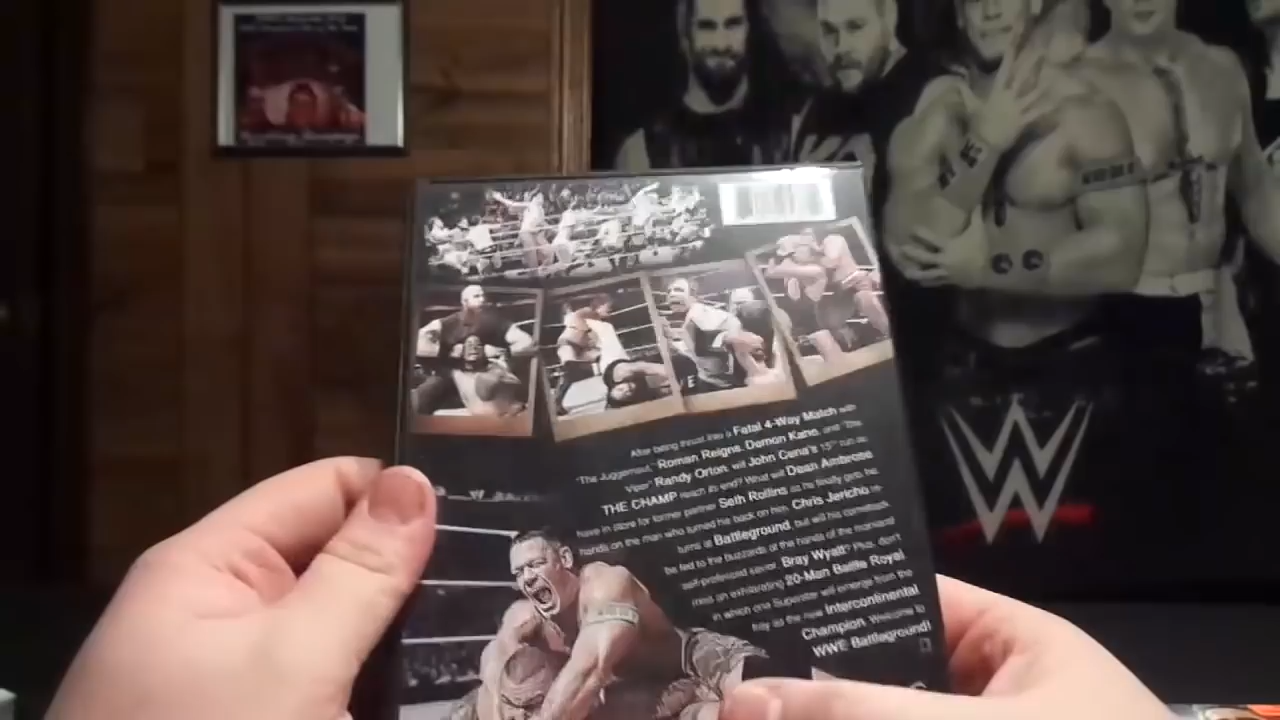 After being thrust into a Fatal 4-Way Match with
"The Juggernaut," Roman Reigns, Demon Kane, and "The
Viper" Randy Orton, will John Cena's 15th run as
THE CHAMP reach its end? What will Dean Ambrose
have in store for former partner Seth Rollins as he finally gets his
hands on the man who turned his back on him. Chris Jericho re-
turns at Battleground, but will his comeback
be fed to the buzzards at the hands of the
self-professed savior, Bray Wyatt? Plus, don't
miss an exhilarating 20-Man Battle Royal
in which one Superstar will emerge from the
fray as the new Intercontinental
Champion. Welcome to
WWE Battleground!
W